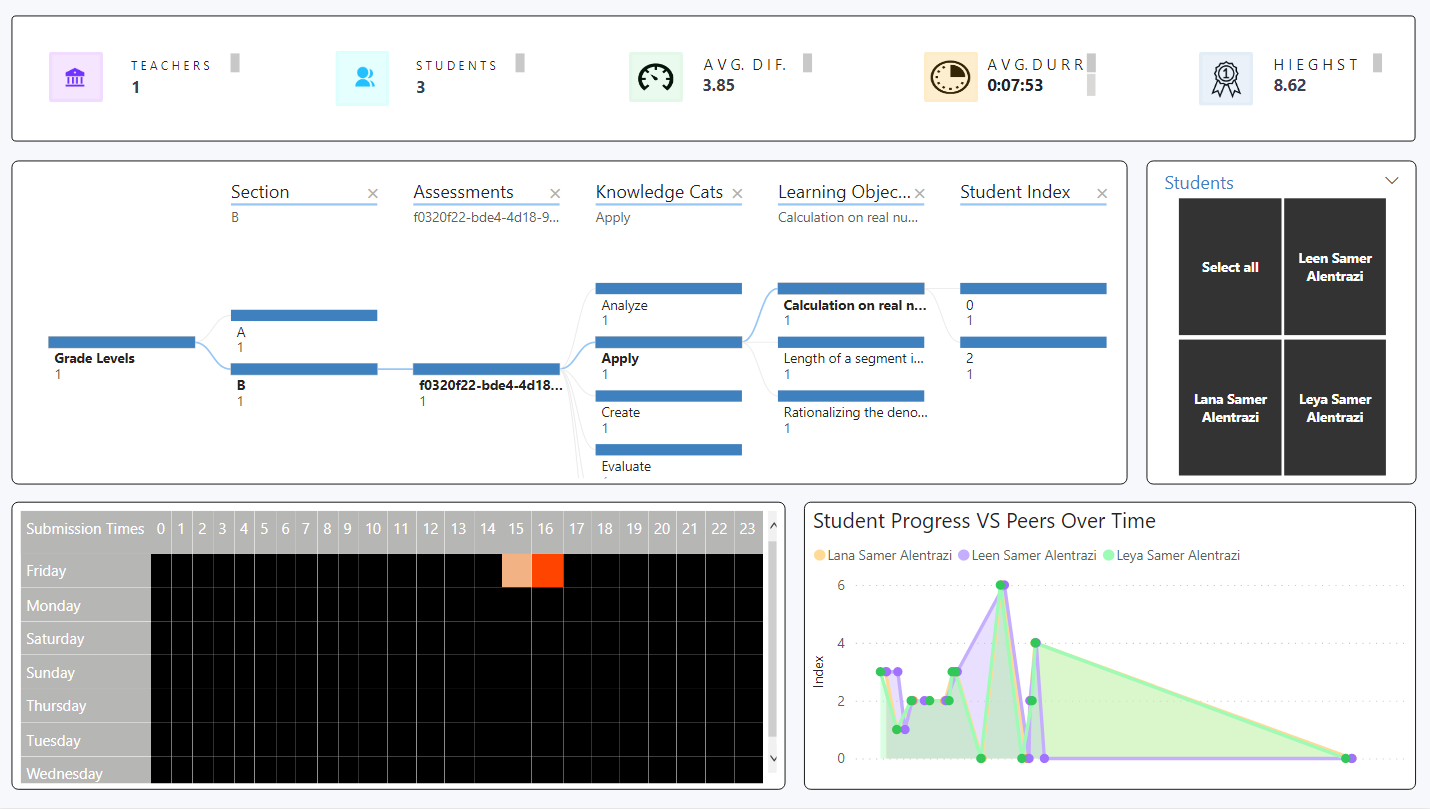 TEACHERS
1
STUDENTS
3
AVG. DIF.
3.85
AVG.DURR
0:07:53
HIEGHST
8.62
Section
B
Assessments
f0320f22-bde4-4d18-9...
Knowledge Cats
Apply
Learning Objec...
Calculation on real nu...
Student Index
Grade Levels
1
A
1
B
1
f0320f22-bde4-4d18...
1
Analyze
1
Apply
1
Create
1
Evaluate
Calculation on real n...
1
Length of a segment i...
1
Rationalizing the deno...
1
0
1
2
1
Students
Select all
Leen Samer
Alentrazi
Lana Samer
Alentrazi
Leya Samer
Alentrazi
Submission Times 0 1 2 3 4 5 6 7 8 9 10 11 12 13 14 15 16 17 18 19 20 21 22 23
Friday
Monday
Saturday
Sunday
Thursday
Tuesday
Wednesday
Student Progress VS Peers Over Time
Lana Samer Alentrazi Leen Samer Alentrazi Leya Samer Alentrazi
Index
6
4
2
0